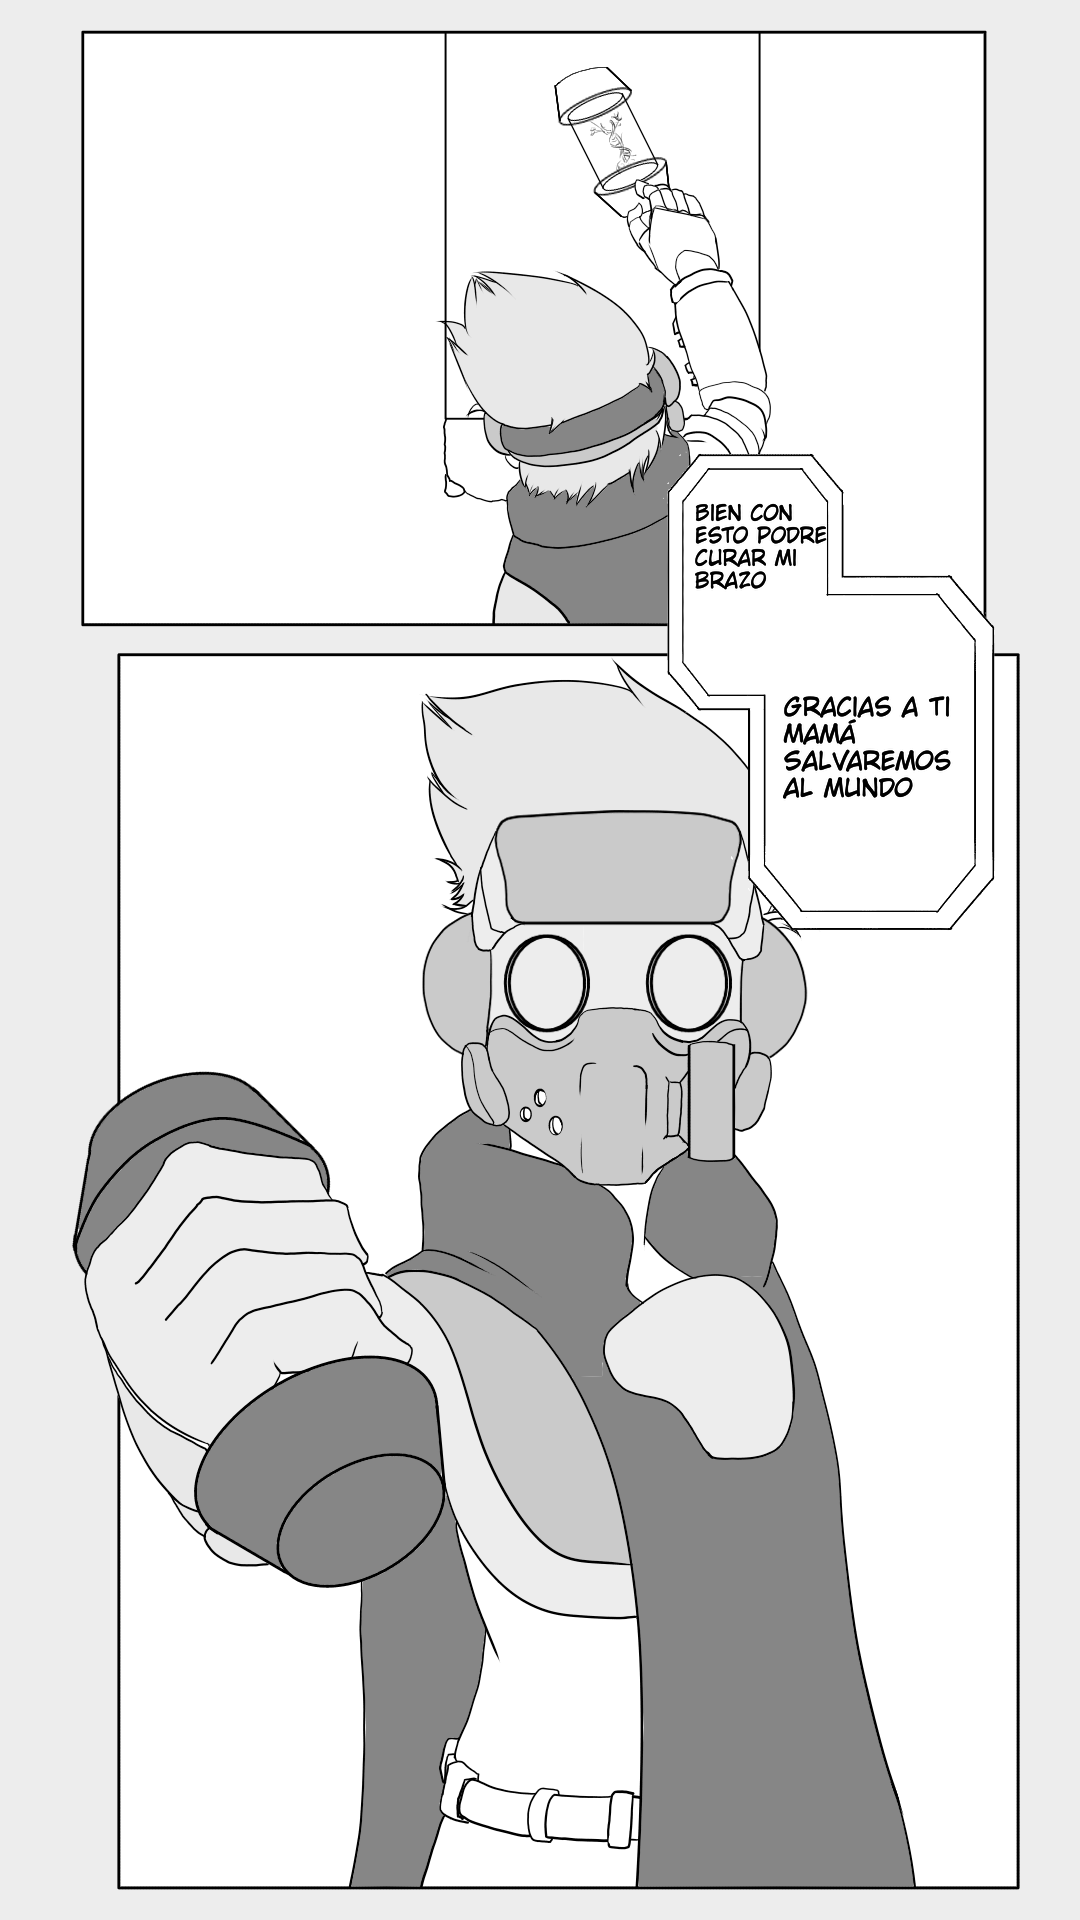 BIEN CON
ESTO PODRE
CURAR MI
BRAZO
GRACIAS A TI
MAMÁ
SALVAREMOS
AL MUNDO